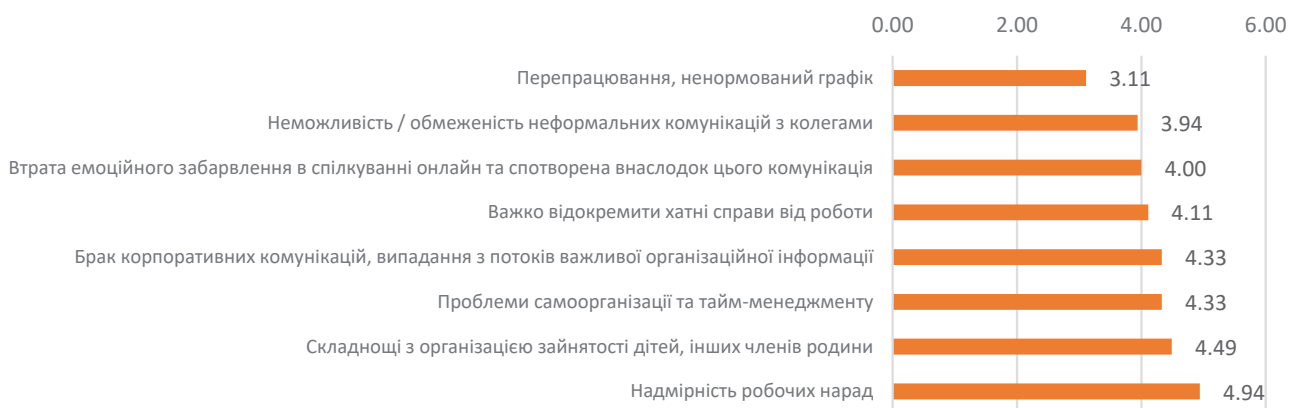 0.00 2.00 4.00 6.00
Перепрацювання, ненормований графік 3.11
Неможливість / обмеженість неформальних комунікацій з колегами 3.94
Втрата емоційного забарвлення в спілкуванні онлайн та спотворена внаслодок цього комунікація 4.00
Важко відокремити хатні справи від роботи 4.11
Брак корпоративних комунікацій, випадання з потоків важливої організаційної інформації 4.33
Проблеми самоорганізації та тайм-менеджменту 4.33
Складнощі з організацією зайнятості дітей, інших членів родини 4.49
Надмірність робочих нарад 4.94